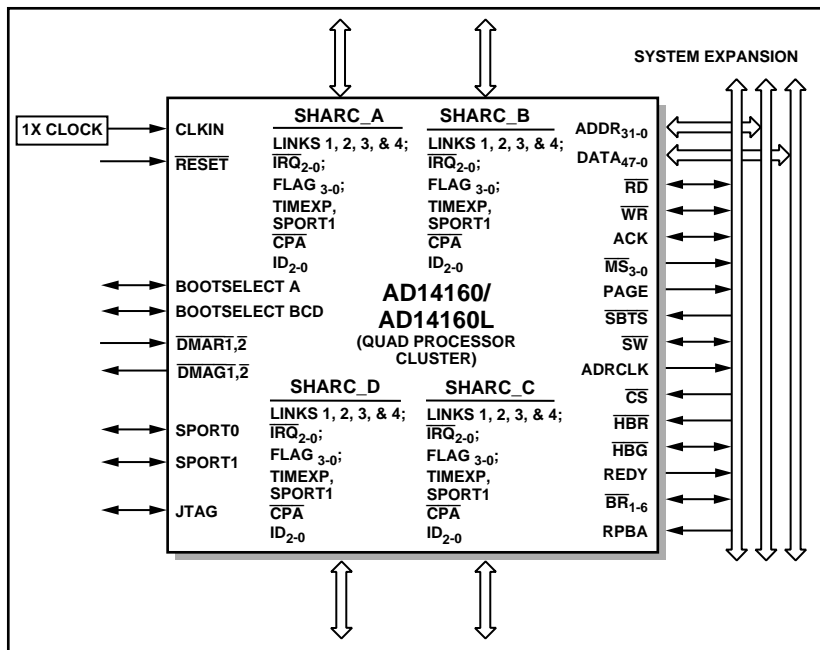 SYSTEM EXPANSION
1X CLOCK
CLKIN
RESET
BOOTSELECT A
BOOTSELECT BCD
DMAR1,2
DMAG1,2
SPORT0
SPORT1
JTAG
SHARC_A
LINKS 1, 2, 3, & 4;
IRQ2-0;
FLAG 3-0;
TIMEXP,
SPORT1
CPA
ID2-0
SHARC_B
LINKS 1, 2, 3, & 4;
IRQ2-0;
FLAG 3-0;
TIMEXP,
SPORT1
CPA
ID2-0
AD14160/
AD14160L
(QUAD PROCESSOR
CLUSTER)
SHARC_D
LINKS 1, 2, 3, & 4;
IRQ2-0;
FLAG 3-0;
TIMEXP,
SPORT1
CPA
ID2-0
SHARC_C
LINKS 1, 2, 3, & 4;
IRQ2-0;
FLAG 3-0;
TIMEXP,
SPORT1
CPA
ID2-0
ADDR31-0
DATA47-0
RD
WR
ACK
MS3-0
PAGE
SBTS
SW
ADRCLK
CS
HBR
HBG
REDY
BR1-6
RPBA